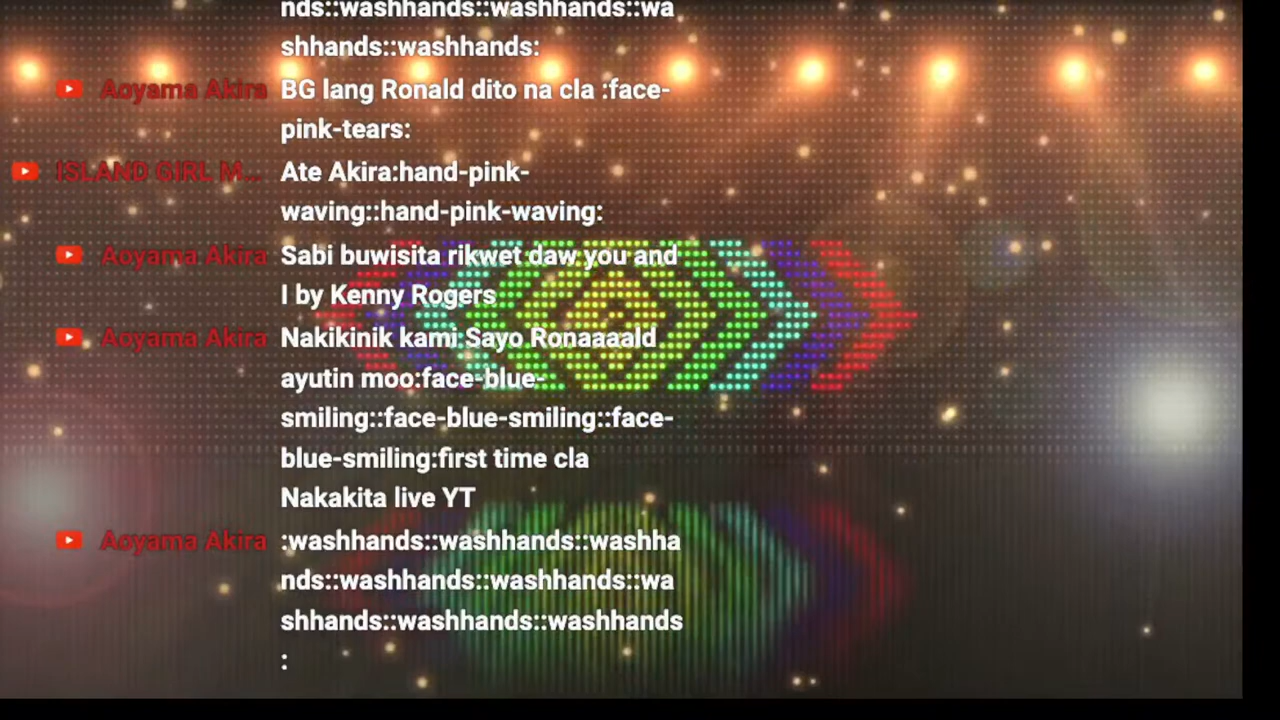 nds::washhands::washhands::wa
shhands::washhands:
Aoyama Akira BG lang Ronald dito na cla :face-
pink-tears:
ISLAND GIRL M... Ate Akira:hand-pink-
waving::hand-pink-waving:
Aoyama Akira Sabi buwisita rikwet daw you and
I by Kenny Rogers
Aoyama Akira Nakikinik kami Sayo Ronaaaald
ayutin moo:face-blue-
smiling::face-blue-smiling::face-
blue-smiling:first time cla
Nakakita live YT
Aoyama Akira :washhands::washhands::washha
nds::washhands::washhands::wa
shhands::washhands::washhands
: